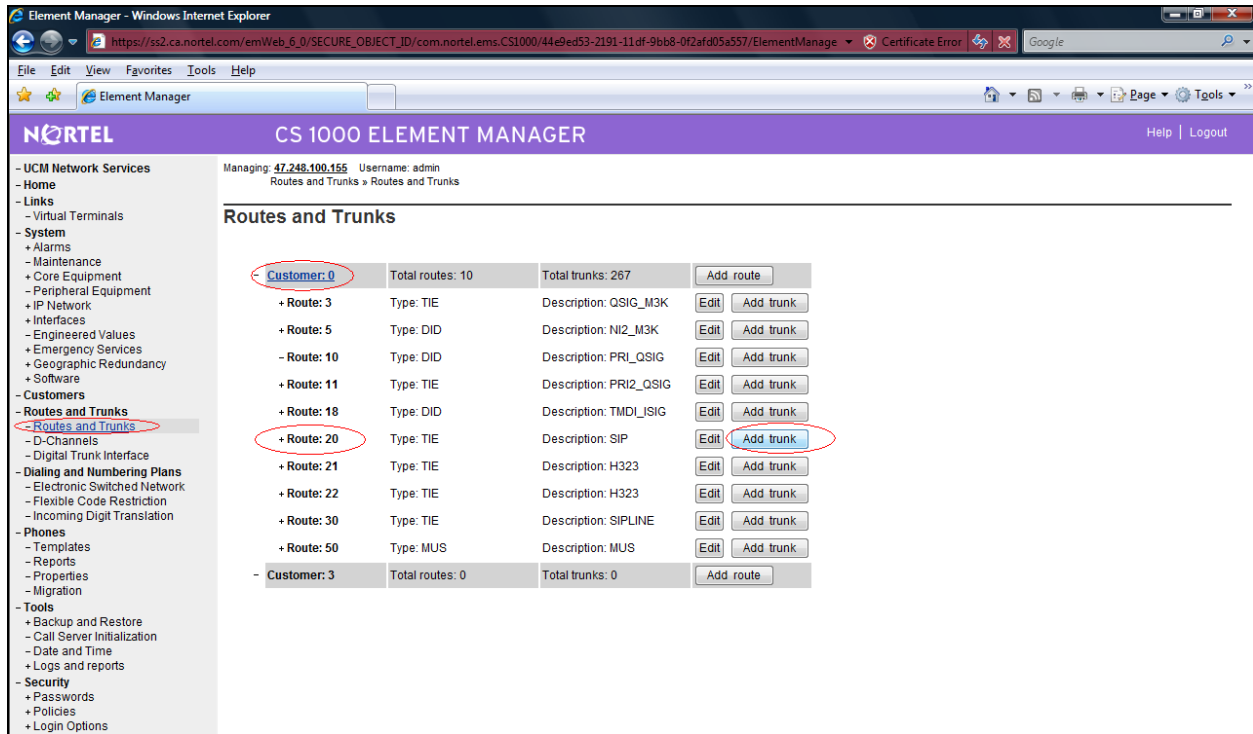 Element Manager - Windows Internet Explorer
https://ss2.ca.nortel.com/emWeb_6_0/SECURE_OBJECT_ID/com.nortel.ems.CS1000/44e9ed53-2191-11df-9bb8-0f2afd05a557/ElementManage Certificate Error Google
File Edit View Favorites Tools Help
Element Manager Page Tools »
NORTEL CS 1000 ELEMENT MANAGER Help | Logout
Managing: 47.248.100.155 Username: admin
Routes and Trunks » Routes and Trunks
- UCM Network Services
- Home
- Links
- Virtual Terminals
- System
+ Alarms
- Maintenance
+ Core Equipment
- Peripheral Equipment
+ IP Network
+ Interfaces
- Engineered Values
+ Emergency Services
+ Geographic Redundancy
+ Software
- Customers
- Routes and Trunks
- Routes and Trunks
- D-Channels
- Digital Trunk Interface
- Dialing and Numbering Plans
- Electronic Switched Network
- Flexible Code Restriction
- Incoming Digit Translation
- Phones
- Templates
- Reports
- Properties
- Migration
- Tools
+ Backup and Restore
- Call Server Initialization
- Date and Time
+ Logs and reports
- Security
+ Passwords
+ Policies
+ Login Options
Routes and Trunks
- Customer: 0 Total routes: 10 Total trunks: 267 Add route
+ Route: 3 Type: TIE Description: QSIG_M3K Edit Add trunk
+ Route: 5 Type: DID Description: NI2_M3K Edit Add trunk
- Route: 10 Type: DID Description: PRI_QSIG Edit Add trunk
+ Route: 11 Type: TIE Description: PRI2_QSIG Edit Add trunk
+ Route: 18 Type: DID Description: TMDI_ISIG Edit Add trunk
+ Route: 20 Type: TIE Description: SIP Edit Add trunk
+ Route: 21 Type: TIE Description: H323 Edit Add trunk
+ Route: 22 Type: TIE Description: H323 Edit Add trunk
+ Route: 30 Type: TIE Description: SIPLINE Edit Add trunk
+ Route: 50 Type: MUS Description: MUS Edit Add trunk
- Customer: 3 Total routes: 0 Total trunks: 0 Add route